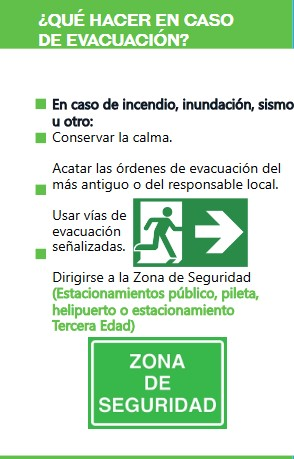 ¿QUÉ HACER EN CASO
DE EVACUACIÓN?
En caso de incendio, inundación, sismo
u otro:
Conservar la calma.
Acatar las órdenes de evacuación del
más antiguo o del responsable local.
Usar vías de
evacuación
señalizadas.
Dirigirse a la Zona de Seguridad
(Estacionamientos público, pileta,
helipuerto o estacionamiento
Tercera Edad)
ZONA
DE
SEGURIDAD